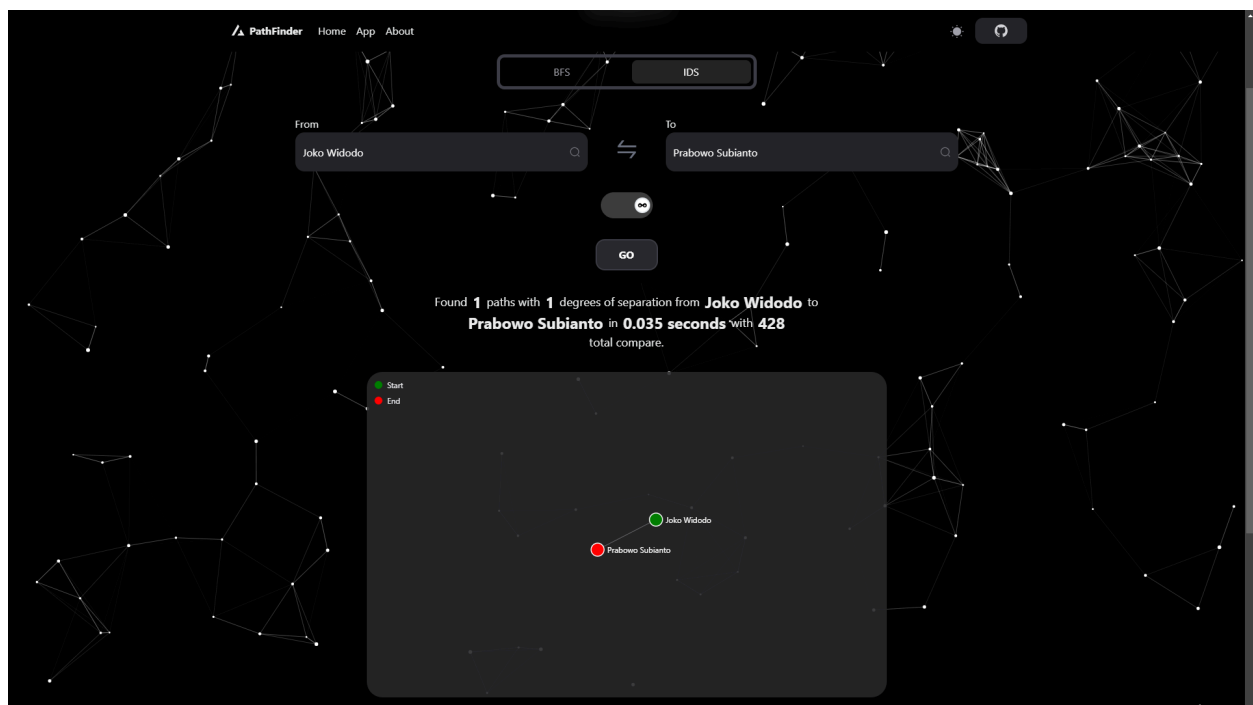 PathFinder Home App About
BFS IDS
From To
Joko Widodo Prabowo Subianto
GO
Found 1 paths with 1 degrees of separation from Joko Widodo to
Prabowo Subianto in 0.035 seconds with 428
total compare.
Start
End
Joko Widodo
Prabowo Subianto